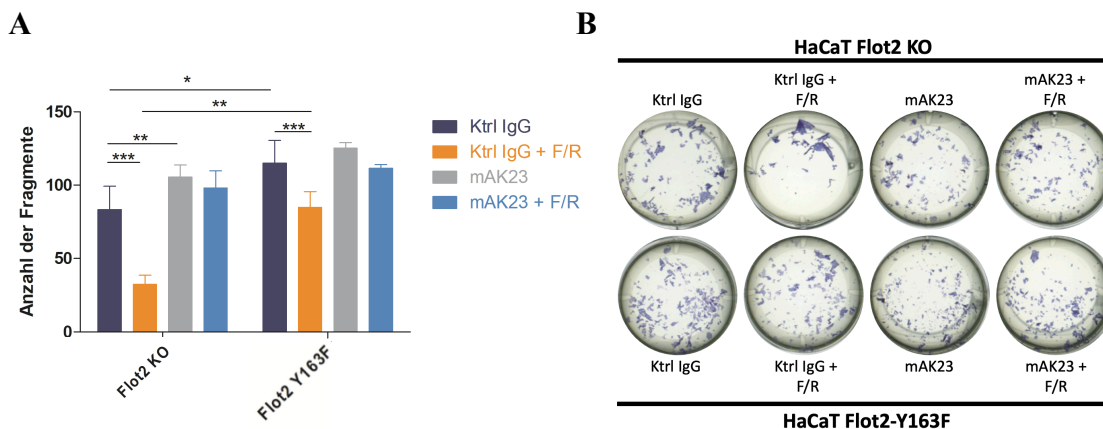 A
*
**
**
***
***
150
100
50
0
Anzahl der Fragmente
Flot2 KO
Flot2 Y163F
Ktrl IgG
Ktrl IgG + F/R
mAK23
mAK23 + F/R
B
HaCaT Flot2 KO
Ktrl IgG
Ktrl IgG +
F/R
mAK23
mAK23 +
F/R
Ktrl IgG
Ktrl IgG +
F/R
mAK23
mAK23 +
F/R
HaCaT Flot2-Y163F